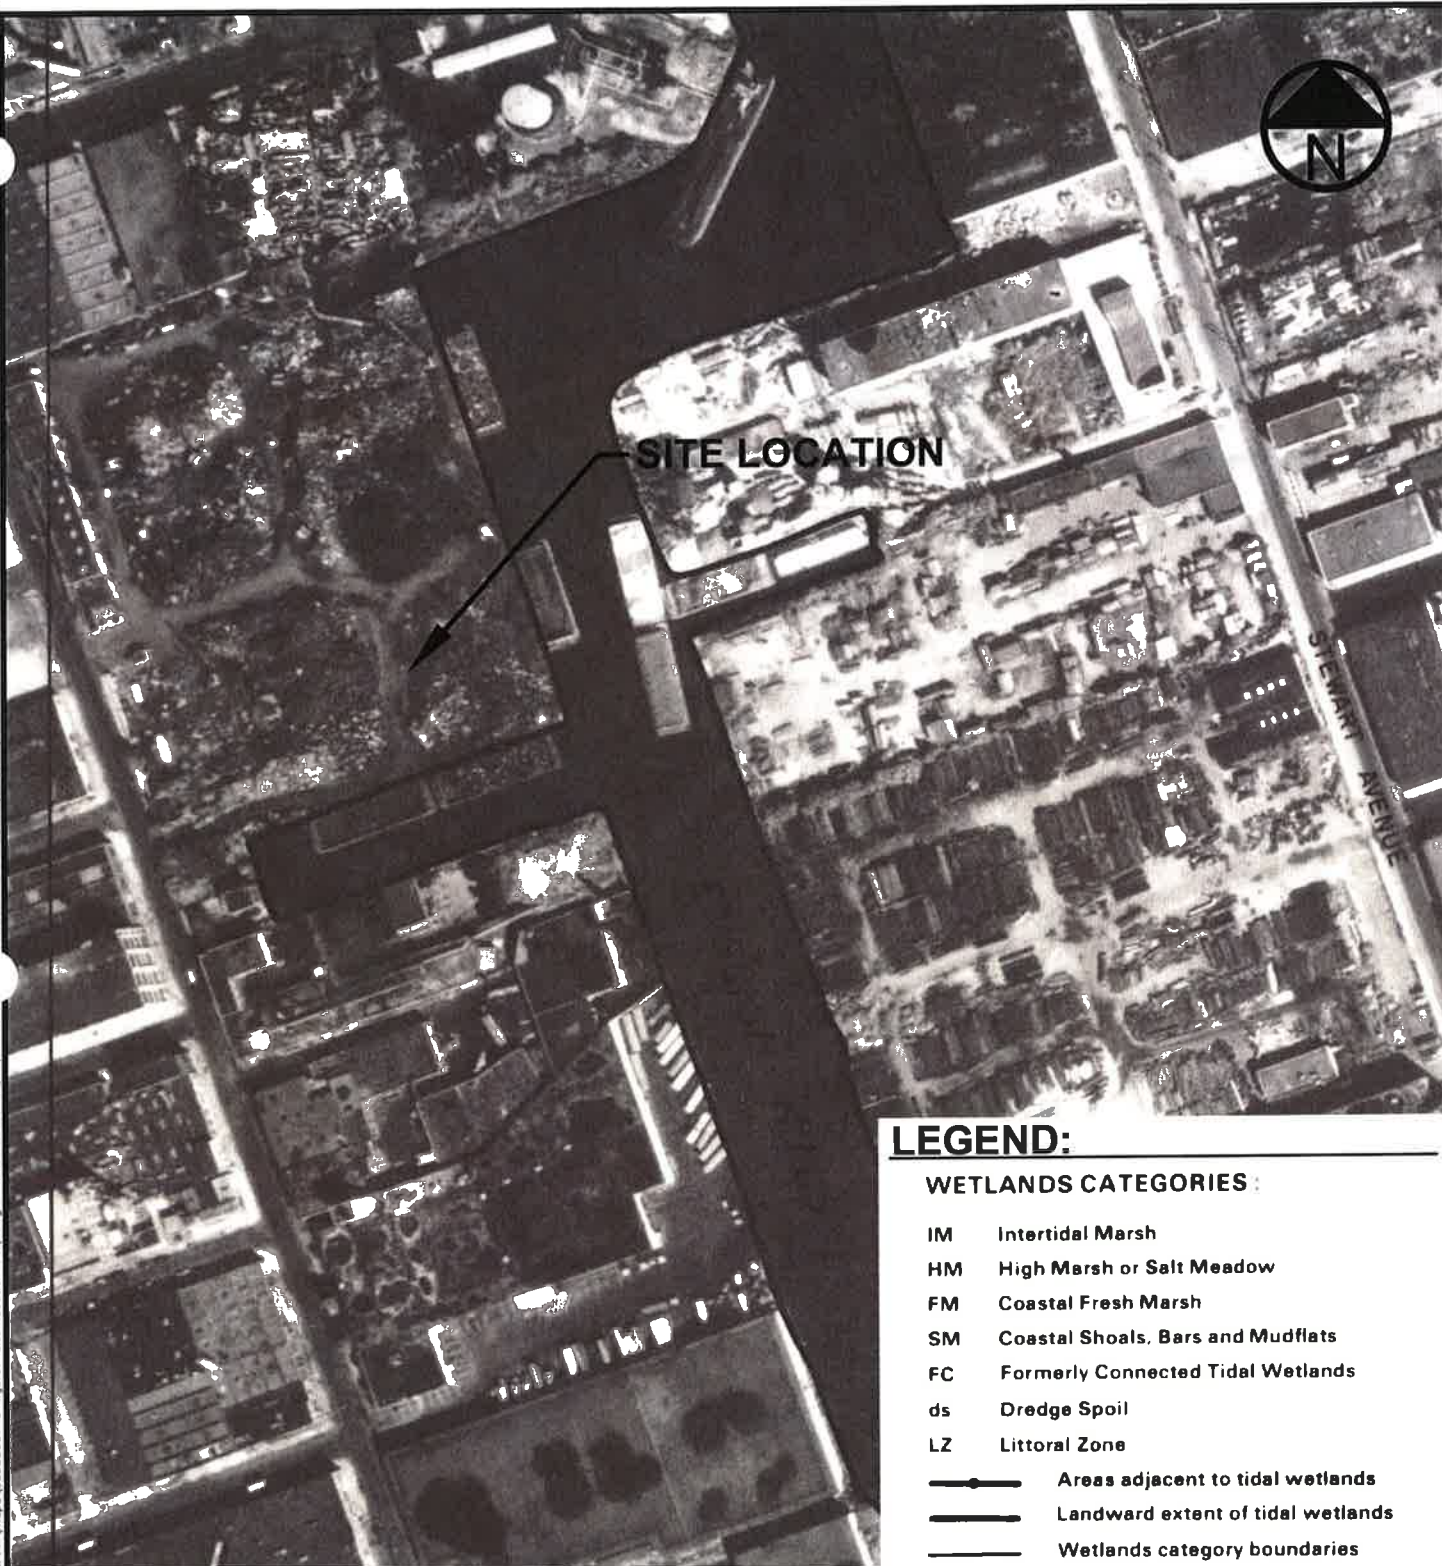 N
SITE LOCATION
STEWART AVENUE
LEGEND:
WETLANDS CATEGORIES :
IM Intertidal Marsh
HM High Marsh or Salt Meadow
FM Coastal Fresh Marsh
SM Coastal Shoals, Bars and Mudflats
FC Formerly Connected Tidal Wetlands
ds Dredge Spoil
LZ Littoral Zone
Areas adjacent to tidal wetlands
Landward extent of tidal wetlands
Wetlands category boundaries